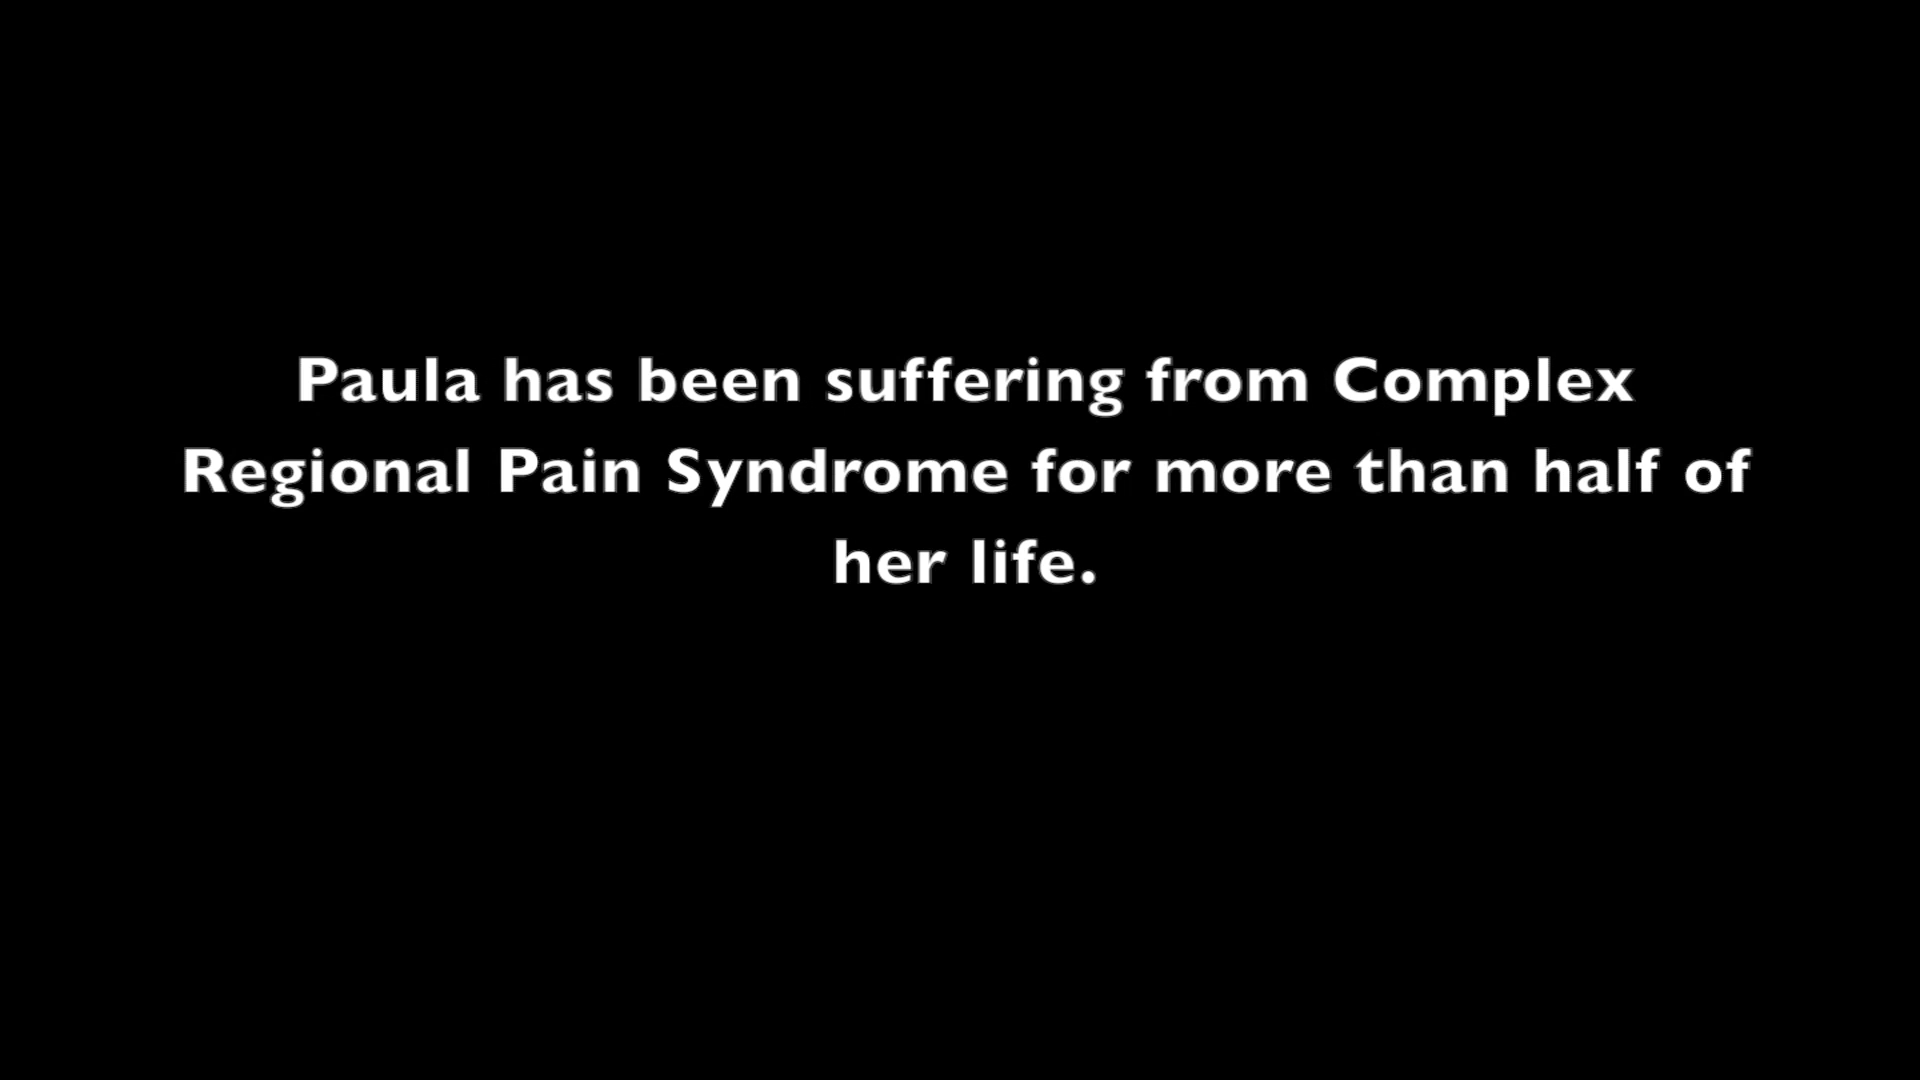 Paula has been suffering from Complex
Regional Pain Syndrome for more than half of
her life.